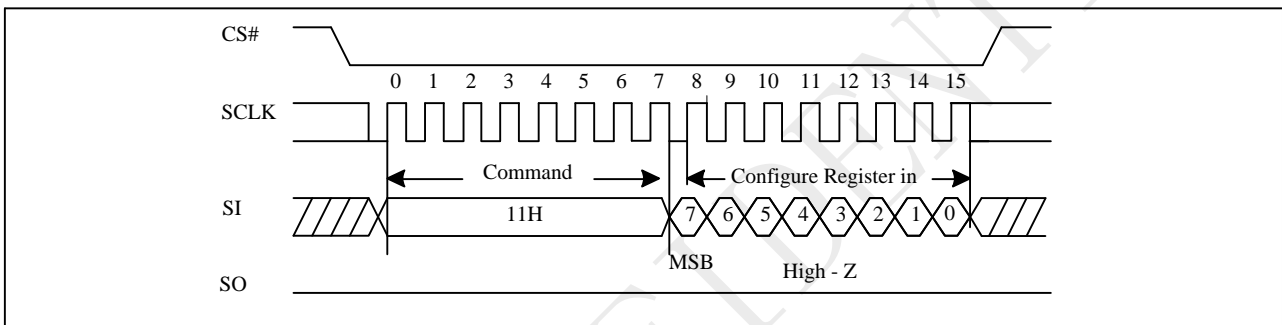 CS#
0 1 2 3 4 5 6 7 8 9 10 11 12 13 14 15
SCLK
Command Configure Register in
SI 11H 7 6 5 4 3 2 1 0
MSB High - Z
SO